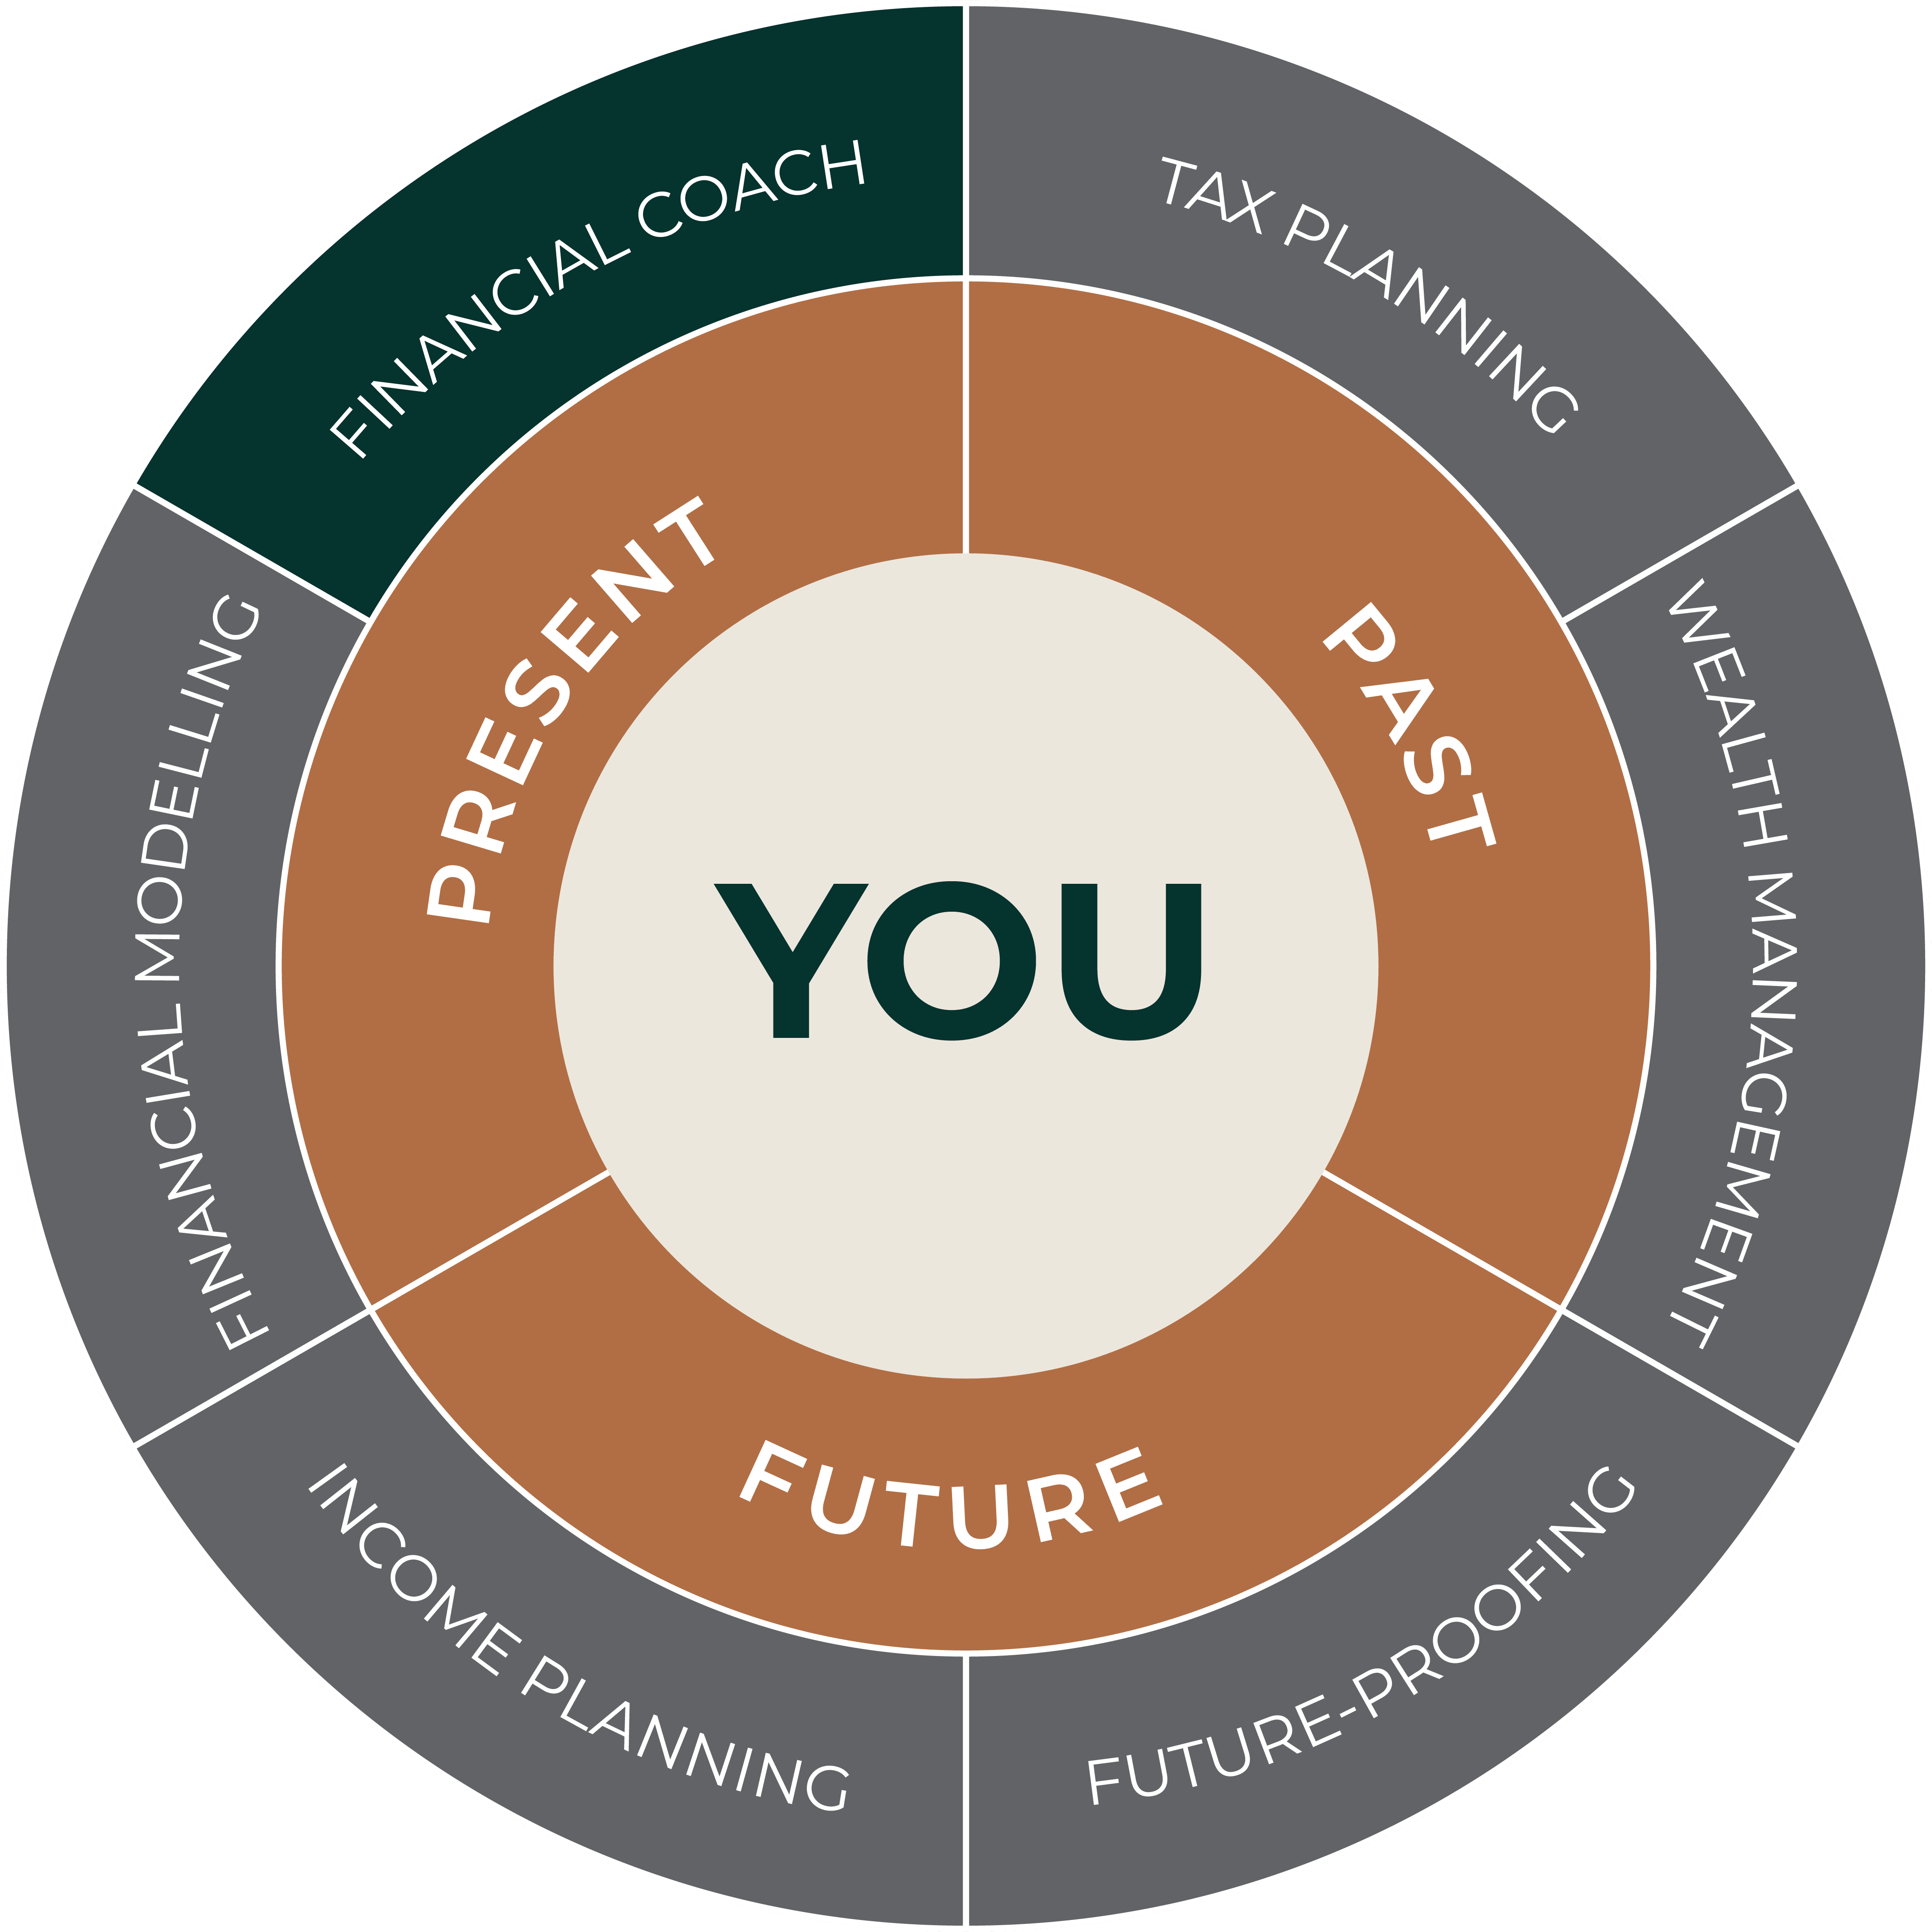 FINANCIAL COACH
TAX PLANNING
WEALTH MANAGEMENT
FUTURE-PROOFING
INCOME PLANNING
FINANCIAL MODELLING
PRESENT
PAST
FUTURE
YOU